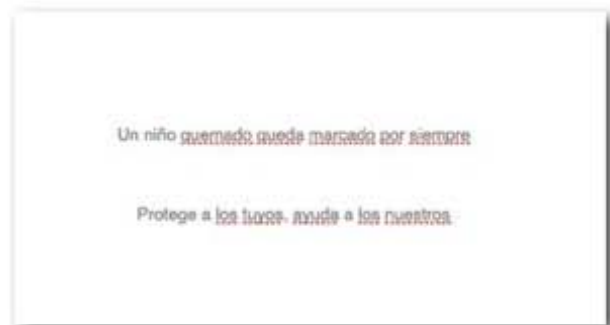 Un niño quemado queda marcado por siempre
Protege a los tuyos, ayuda a los nuestros